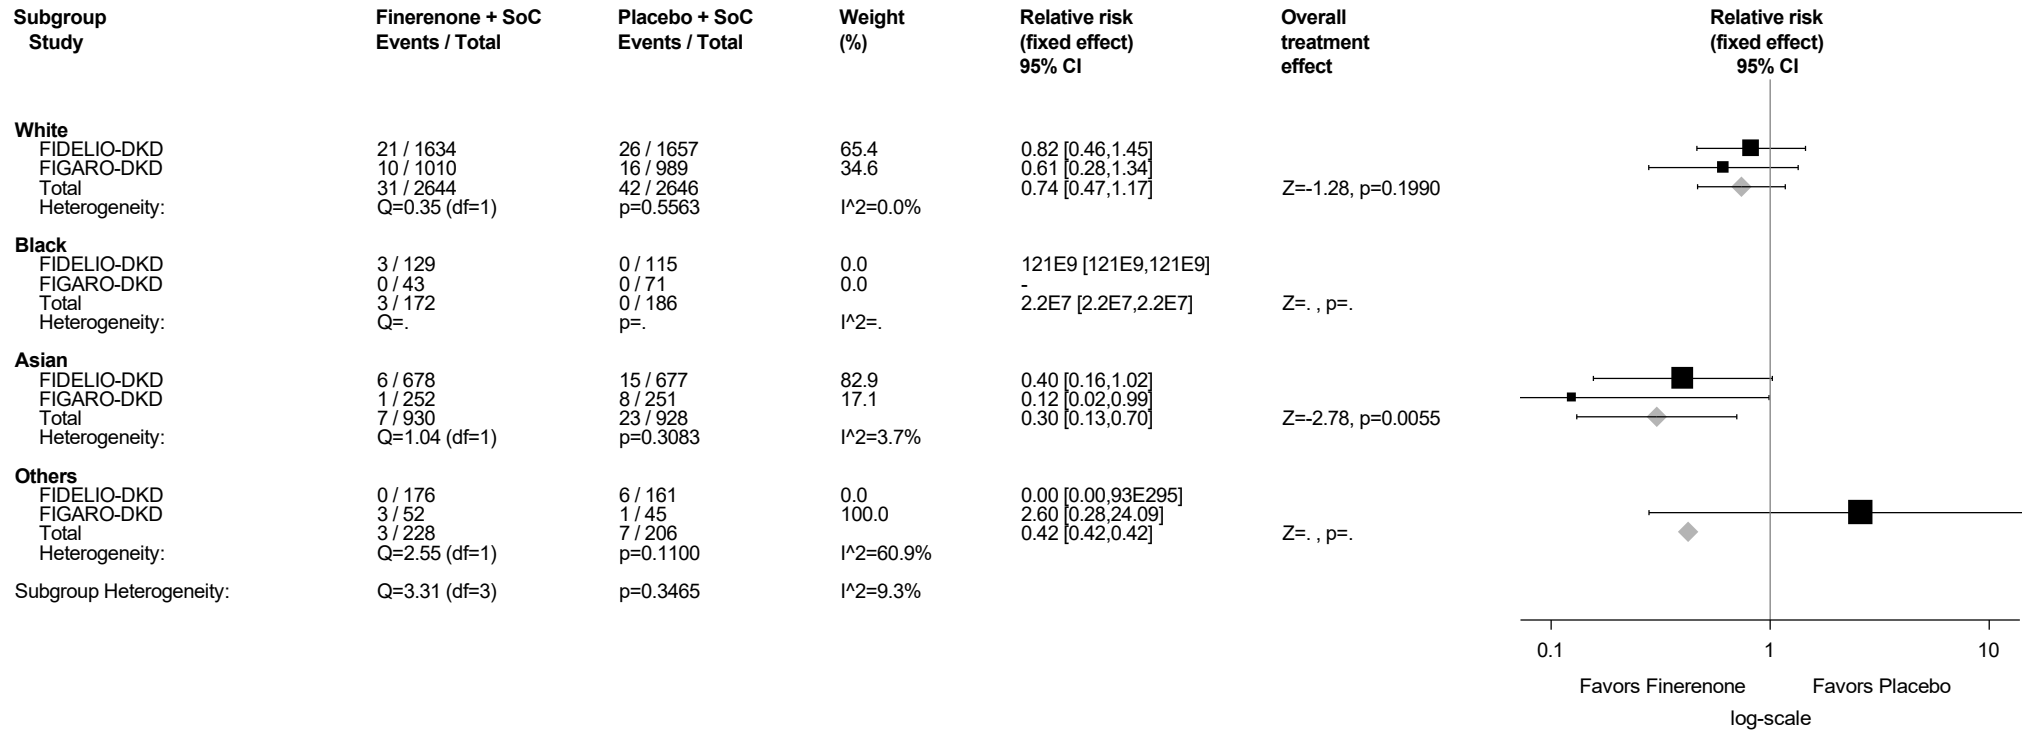 Subgroup Finerenone + SoC Placebo + SoC Weight Relative risk Overall Relative risk
Study Events / Total Events / Total (%) (fixed effect) treatment (fixed effect)
95% CI effect 95% CI
White
FIDELIO-DKD 21 / 1634 26 / 1657 65.4 0.82 [0.46,1.45]
FIGARO-DKD 10 / 1010 16 / 989 34.6 0.61 [0.28,1.34]
Total 31 / 2644 42 / 2646 0.74 [0.47,1.17] Z=-1.28, p=0.1990
Heterogeneity: Q=0.35 (df=1) p=0.5563 I^2=0.0%
Black
FIDELIO-DKD 3 / 129 0 / 115 0.0 121E9 [121E9,121E9]
FIGARO-DKD 0 / 43 0 / 71 0.0 -
Total 3 / 172 0 / 186 2.2E7 [2.2E7,2.2E7] Z=. , p=.
Heterogeneity: Q=. p=. I^2=.
Asian
FIDELIO-DKD 6 / 678 15 / 677 82.9 0.40 [0.16,1.02]
FIGARO-DKD 1 / 252 8 / 251 17.1 0.12 [0.02,0.99]
Total 7 / 930 23 / 928 0.30 [0.13,0.70] Z=-2.78, p=0.0055
Heterogeneity: Q=1.04 (df=1) p=0.3083 I^2=3.7%
Others
FIDELIO-DKD 0 / 176 6 / 161 0.0 0.00 [0.00,93E295]
FIGARO-DKD 3 / 52 1 / 45 100.0 2.60 [0.28,24.09]
Total 3 / 228 7 / 206 0.42 [0.42,0.42] Z=. , p=.
Heterogeneity: Q=2.55 (df=1) p=0.1100 I^2=60.9%
Subgroup Heterogeneity: Q=3.31 (df=3) p=0.3465 I^2=9.3%
0.1 1 10
Favors Finerenone Favors Placebo
log-scale